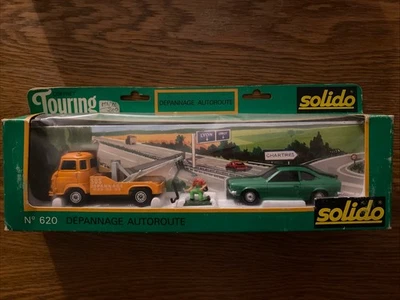 Touring
DÉPANNAGE AUTOROUTE
solido
CHARTRES
N° 620 DÉPANNAGE AUTOROUTE
solido